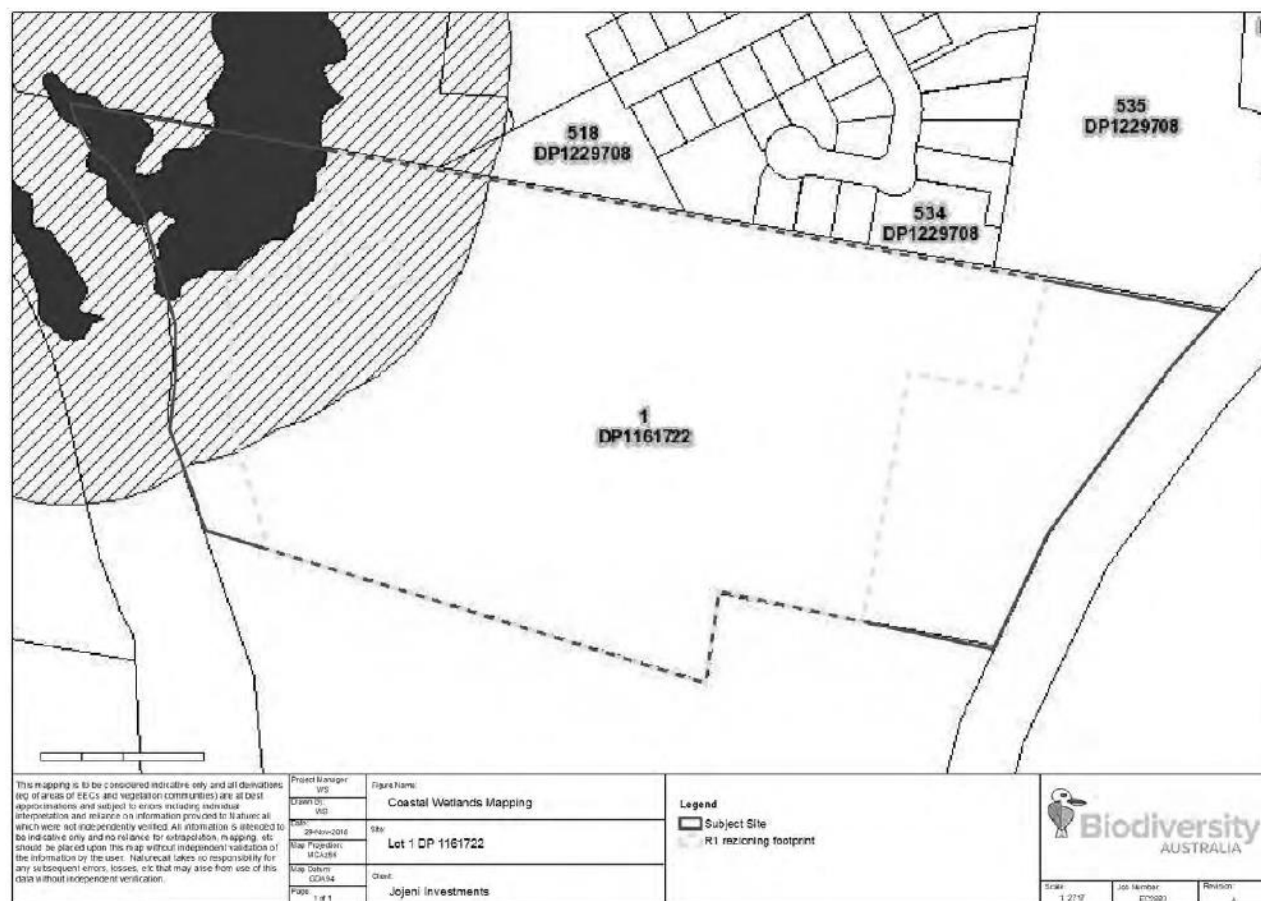 518
DP1229708
535
DP1229708
534
DP1229708
1
DP1161722
This mapping is to be considered indicative only and all derivations
(eg of areas of EECs and vegetation communities) are at best
approximations and subject to errors including individual
interpretation and reliance on information provided to Naturecall
which were not independently verified. All information is intended to
be indicative only and no reliance for extrapolation, mapping, etc
should be placed upon this map without independent validation of
the information by the user. Naturecall takes no responsibility for
any subsequent errors, losses, etc that may arise from use of this
data without independent verification.
Project Manager:
Drawn By:
Date:
Map Projection:
Map Datum:
GDA94
Page:
1 of 1
Figure Name:
Coastal Wetlands Mapping
Site:
Lot 1 DP 1161722
Client:
Jojeni Investments
Legend
Subject Site
R1 rezoning footprint
Biodiversity
AUSTRALIA
Scale:
Job Number:
Revision: